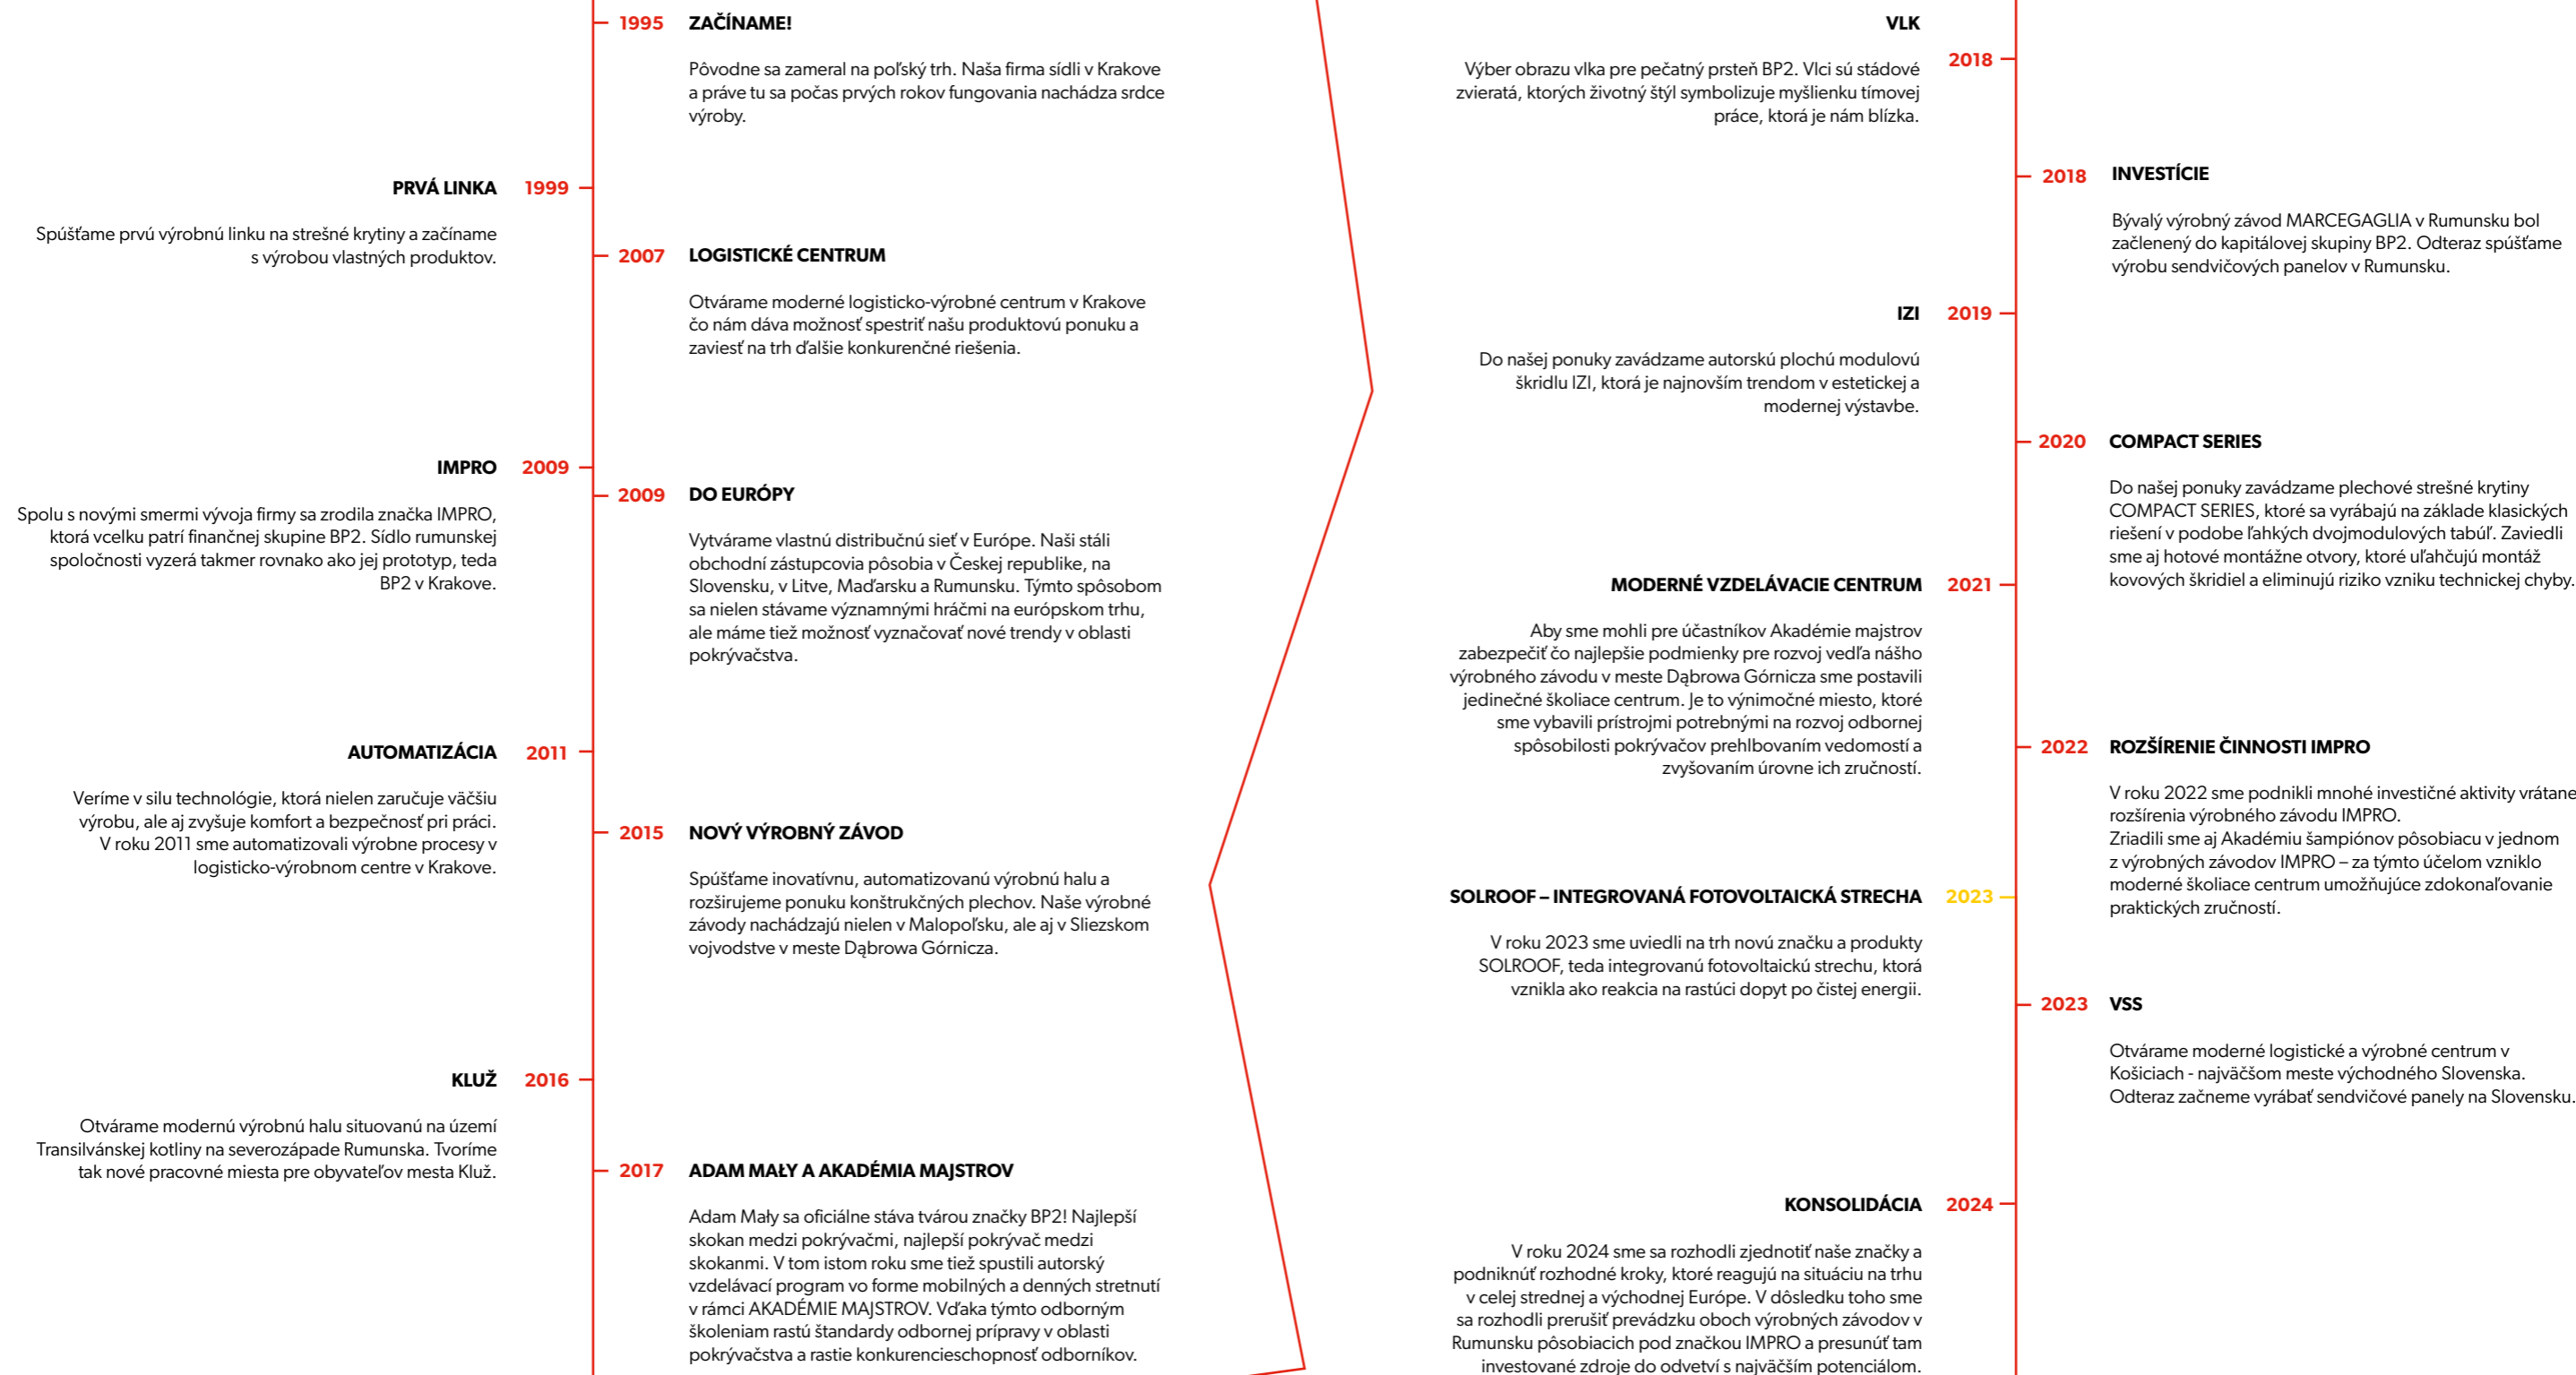 1995 ZAČÍNAME!
Pôvodne sa zameral na poľský trh. Naša firma sídli v Krakove
a práve tu sa počas prvých rokov fungovania nachádza srdce
výroby.
PRVÁ LINKA 1999
Spúšťame prvú výrobnú linku na strešné krytiny a začíname
s výrobou vlastných produktov.
2007 LOGISTICKÉ CENTRUM
Otvárame moderné logisticko-výrobné centrum v Krakove
čo nám dáva možnosť spestriť našu produktovú ponuku a
zaviesť na trh ďalšie konkurenčné riešenia.
IMPRO 2009
Spolu s novými smermi vývoja firmy sa zrodila značka IMPRO,
ktorá vcelku patrí finančnej skupine BP2. Sídlo rumunskej
spoločnosti vyzerá takmer rovnako ako jej prototyp, teda
BP2 v Krakove.
2009 DO EURÓPY
Vytvárame vlastnú distribučnú sieť v Európe. Naši stáli
obchodní zástupcovia pôsobia v Českej republike, na
Slovensku, v Litve, Maďarsku a Rumunsku. Týmto spôsobom
sa nielen stávame významnými hráčmi na európskom trhu,
ale máme tiež možnosť vyznačovať nové trendy v oblasti
pokrývačstva.
AUTOMATIZÁCIA 2011
Veríme v silu technológie, ktorá nielen zaručuje väčšiu
výrobu, ale aj zvyšuje komfort a bezpečnosť pri práci.
V roku 2011 sme automatizovali výrobne procesy v
logisticko-výrobnom centre v Krakove.
2015 NOVÝ VÝROBNÝ ZÁVOD
Spúšťame inovatívnu, automatizovanú výrobnú halu a
rozširujeme ponuku konštrukčných plechov. Naše výrobné
závody nachádzajú nielen v Malopoľsku, ale aj v Sliezskom
vojvodstve v meste Dąbrowa Górnicza.
KLUŽ 2016
Otvárame modernú výrobnú halu situovanú na území
Transilvánskej kotliny na severozápade Rumunska. Tvoríme
tak nové pracovné miesta pre obyvateľov mesta Kluž.
2017 ADAM MAŁY A AKADÉMIA MAJSTROV
Adam Mały sa oficiálne stáva tvárou značky BP2! Najlepší
skokan medzi pokrývačmi, najlepší pokrývač medzi
skokanmi. V tom istom roku sme tiež spustili autorský
vzdelávací program vo forme mobilných a denných stretnutí
v rámci AKADÉMIE MAJSTROV. Vďaka týmto odborným
školeniam rastú štandardy odbornej prípravy v oblasti
pokrývačstva a rastie konkurencieschopnosť odborníkov.
VLK
2018
Výber obrazu vlka pre pečatný prsteň BP2. Vlci sú stádové
zvieratá, ktorých životný štýl symbolizuje myšlienku tímovej
práce, ktorá je nám blízka.
2018 INVESTÍCIE
Bývalý výrobný závod MARCEGAGLIA v Rumunsku bol
začlenený do kapitálovej skupiny BP2. Odteraz spúšťame
výrobu sendvičových panelov v Rumunsku.
IZI 2019
Do našej ponuky zavádzame autorskú plochú modulovú
škridlu IZI, ktorá je najnovším trendom v estetickej a
modernej výstavbe.
2020 COMPACT SERIES
Do našej ponuky zavádzame plechové strešné krytiny
COMPACT SERIES, ktoré sa vyrábajú na základe klasických
riešení v podobe ľahkých dvojmodulových tabúľ. Zaviedli
sme aj hotové montážne otvory, ktoré uľahčujú montáž
kovových škridiel a eliminujú riziko vzniku technickej chyby.
MODERNÉ VZDELÁVACIE CENTRUM 2021
Aby sme mohli pre účastníkov Akadémie majstrov
zabezpečiť čo najlepšie podmienky pre rozvoj vedľa nášho
výrobného závodu v meste Dąbrowa Górnicza sme postavili
jedinečné školiace centrum. Je to výnimočné miesto, ktoré
sme vybavili prístrojmi potrebnými na rozvoj odbornej
spôsobilosti pokrývačov prehlbovaním vedomostí a
zvyšovaním úrovne ich zručností.
2022 ROZŠÍRENIE ČINNOSTI IMPRO
V roku 2022 sme podnikli mnohé investičné aktivity vrátane
rozšírenia výrobného závodu IMPRO.
Zriadili sme aj Akadémiu šampiónov pôsobiacu v jednom
z výrobných závodov IMPRO – za týmto účelom vzniklo
moderné školiace centrum umožňujúce zdokonaľovanie
praktických zručností.
SOLROOF – INTEGROVANÁ FOTOVOLTAICKÁ STRECHA 2023
V roku 2023 sme uviedli na trh novú značku a produkty
SOLROOF, teda integrovanú fotovoltaickú strechu, ktorá
vznikla ako reakcia na rastúci dopyt po čistej energii.
2023 VSS
Otvárame moderné logistické a výrobné centrum v
Košiciach - najväčšom meste východného Slovenska.
Odteraz začneme vyrábať sendvičové panely na Slovensku.
KONSOLIDÁCIA 2024
V roku 2024 sme sa rozhodli zjednotiť naše značky a
podniknúť rozhodné kroky, ktoré reagujú na situáciu na trhu
v celej strednej a východnej Európe. V dôsledku toho sme
sa rozhodli prerušiť prevádzku oboch výrobných závodov v
Rumunsku pôsobiacich pod značkou IMPRO a presunúť tam
investované zdroje do odvetví s najväčším potenciálom.